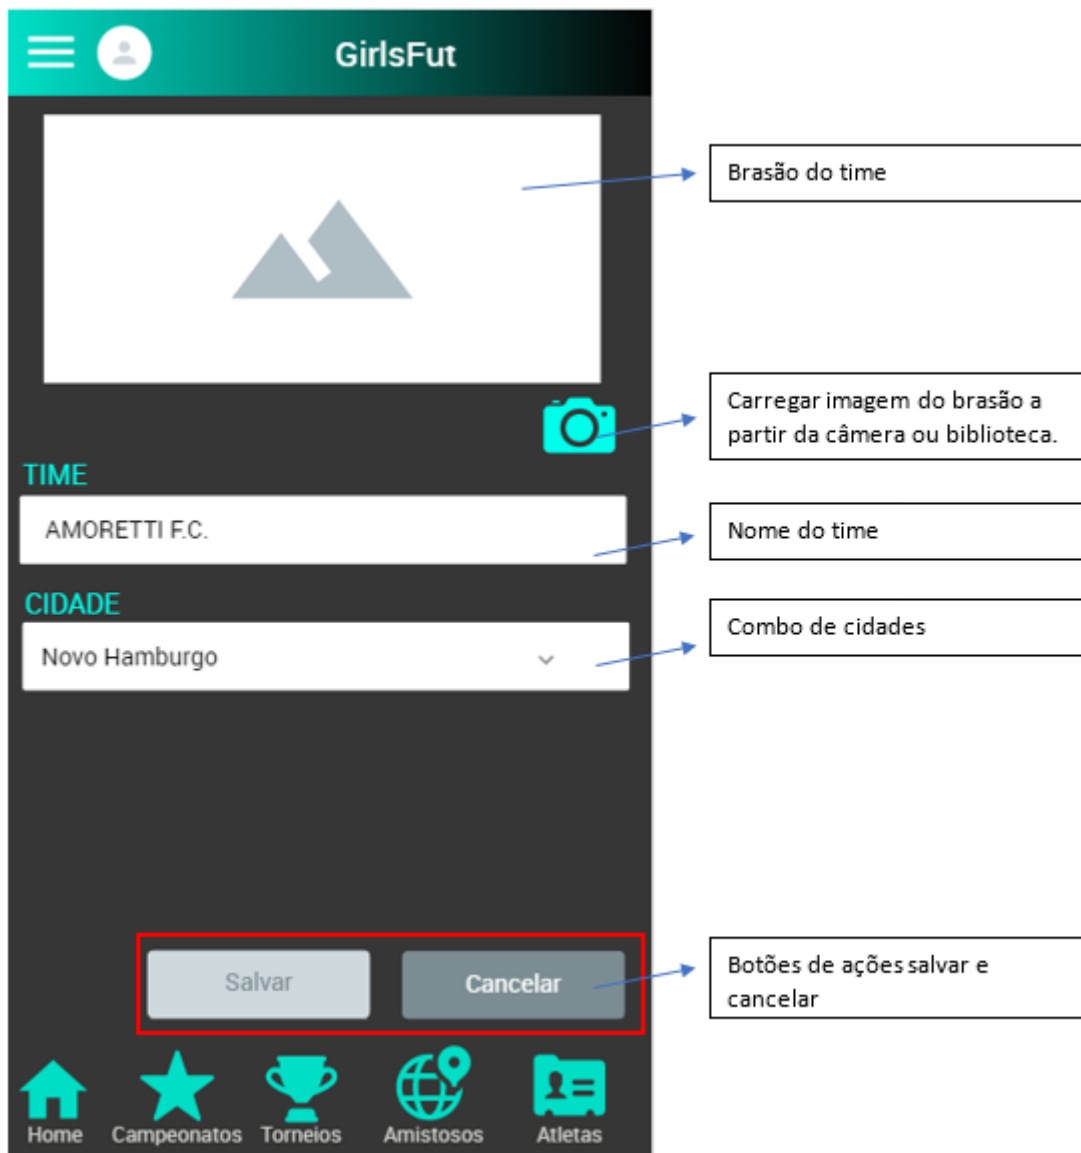 GirlsFut
Brasão do time
Carregar imagem do brasão a
partir da câmera ou biblioteca.
TIME
AMORETTI F.C.
Nome do time
CIDADE
Novo Hamburgo
Combo de cidades
Salvar
Cancelar
Botões de ações salvar e
cancelar
Home
Campeonatos
Torneios
Amistosos
Atletas